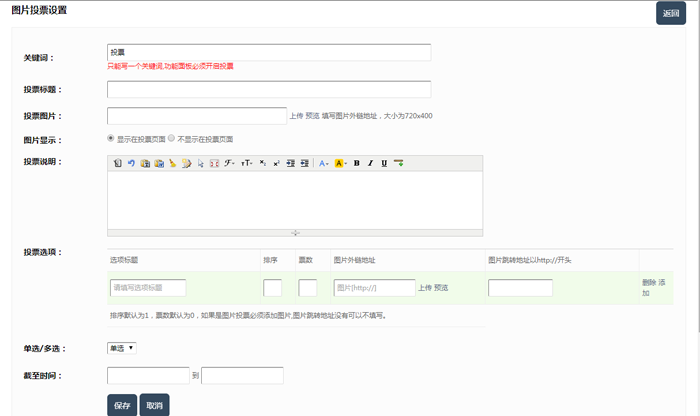 图片投票设置
返回
关键词：
投票
只能写一个关键词,功能面板必须开启投票
投票标题：
投票图片：
上传 预览 填写图片外链地址，大小为720x400
图片显示：
显示在投票页面 不显示在投票页面
投票说明：
投票选项：
选项标题 排序 票数 图片外链地址 图片跳转地址以http://开头
请填写选项标题 图片[http://] 上传 预览 删除 添
加
排序默认为1，票数默认为0，如果是图片投票必须添加图片,图片跳转地址没有可以不填写。
单选/多选：
单选
截至时间：
到
保存 取消